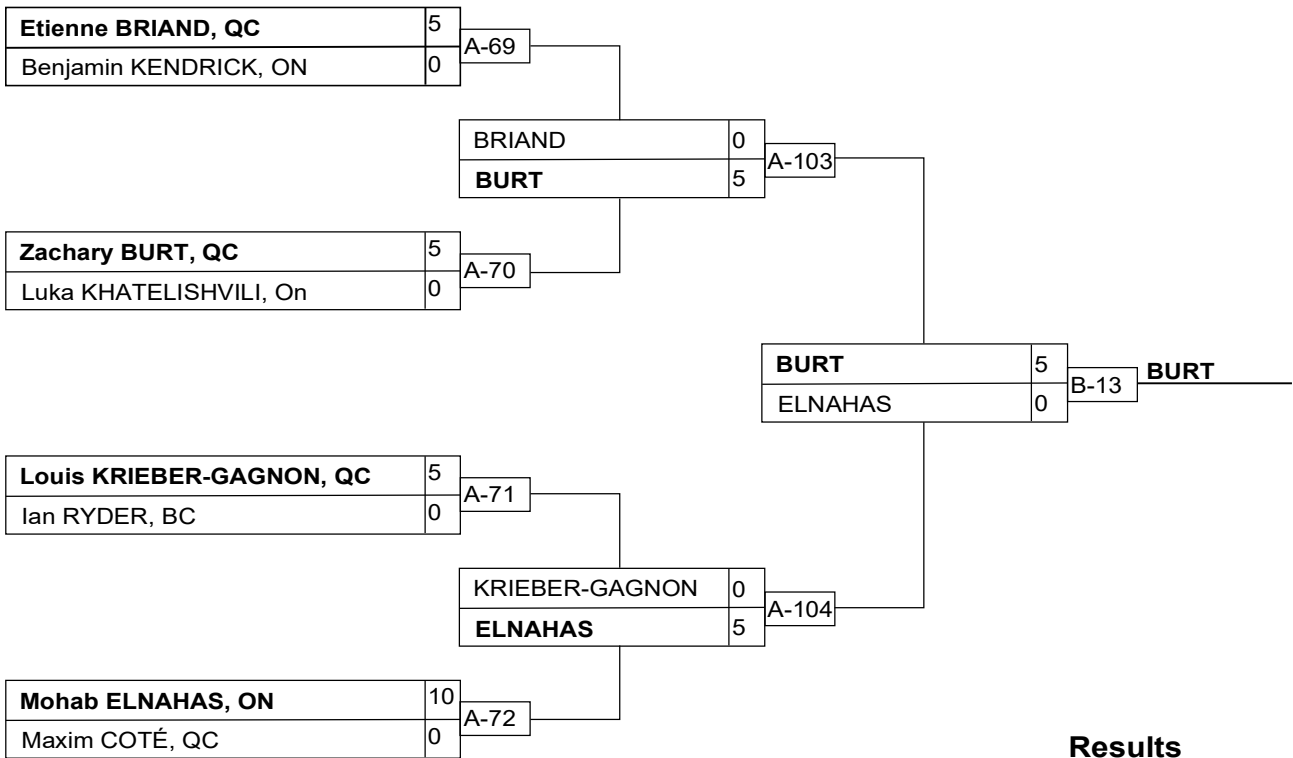 Etienne BRIAND, QC 5
A-69
Benjamin KENDRICK, ON 0
BRIAND 0
A-103
BURT 5
Zachary BURT, QC 5
A-70
Luka KHATELISHVILI, On 0
BURT 5
B-13 BURT
ELNAHAS 0
Louis KRIEBER-GAGNON, QC 5
A-71
Ian RYDER, BC 0
KRIEBER-GAGNON 0
A-104
ELNAHAS 5
Mohab ELNAHAS, ON 10
A-72
Maxim COTÉ, QC 0
Results